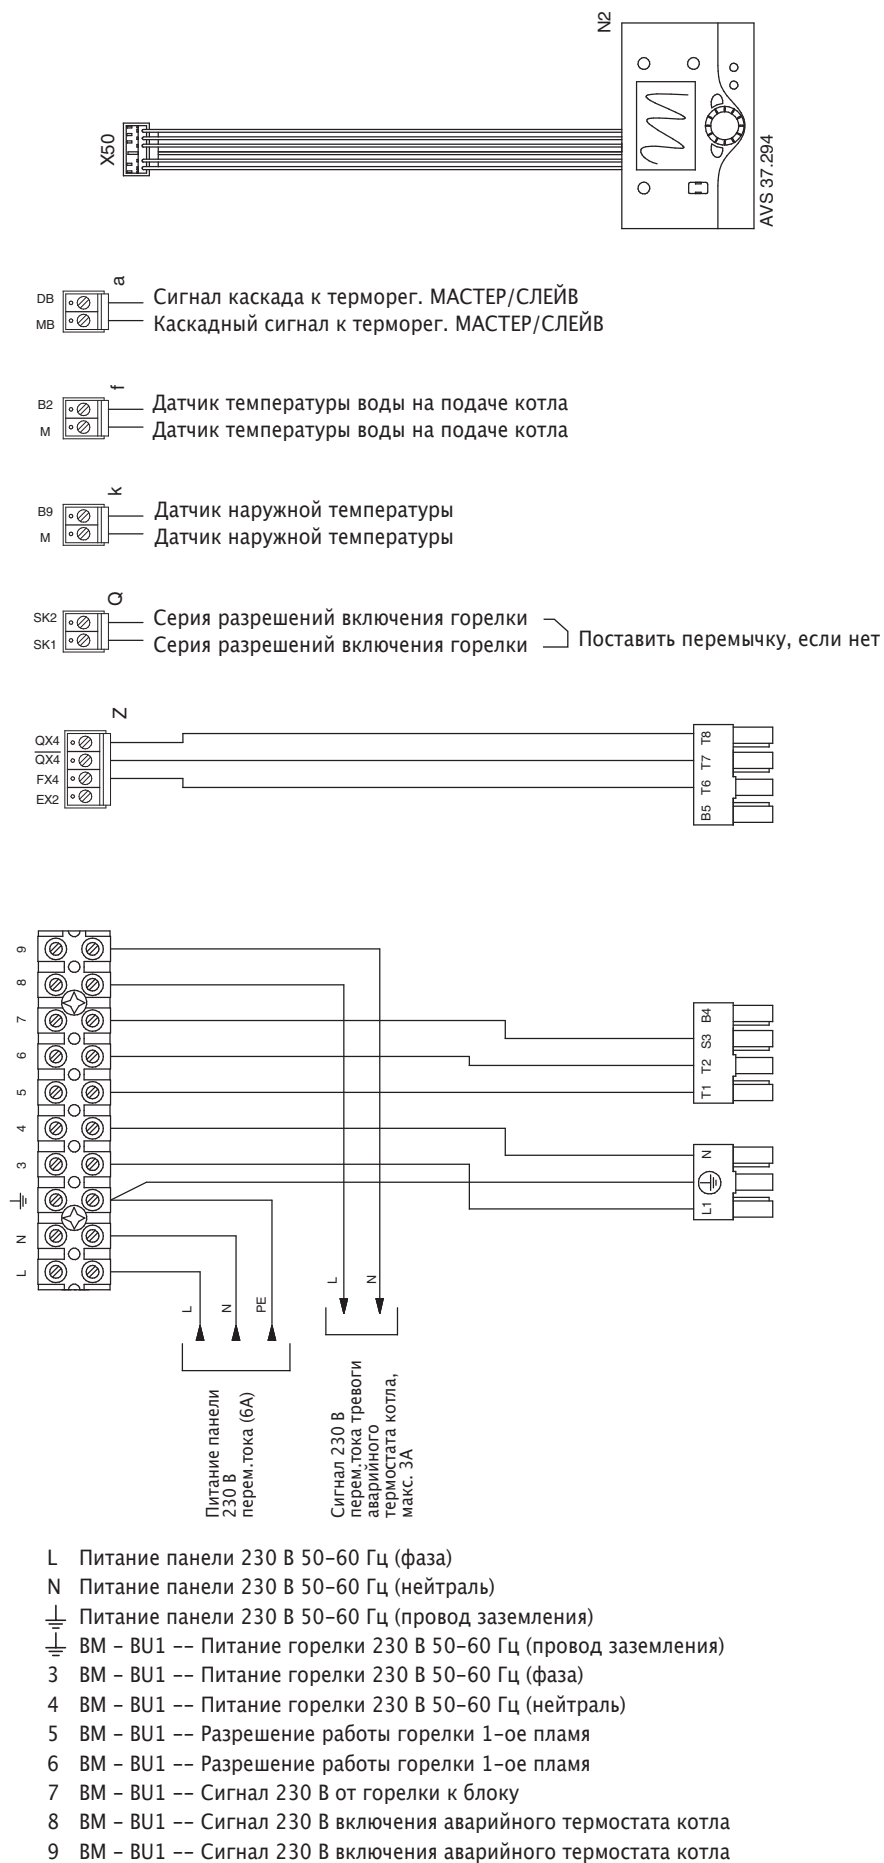 N2
X50
AVS 37.294
a
DB Сигнал каскада к терморег. МАСТЕР/СЛЕЙВ
MB Каскадный сигнал к терморег. МАСТЕР/СЛЕЙВ
f
B2 Датчик температуры воды на подаче котла
M Датчик температуры воды на подаче котла
k
B9 Датчик наружной температуры
M Датчик наружной температуры
Q
SK2 Серия разрешений включения горелки
SK1 Серия разрешений включения горелки
Поставить перемычку, если нет
Z
QX4 T8
QX4 T7
FX4 T6
EX2 B5
9
8
7 B4
6 S3
5 T2
4 T1
3 N
N L1
L
L N PE
L N
Питание панели
230 В
перем.тока (6А)
Сигнал 230 В
перем.тока тревоги
аварийного
термостата котла,
макс. 3А
L Питание панели 230 В 50-60 Гц (фаза)
N Питание панели 230 В 50-60 Гц (нейтраль)
⏚ Питание панели 230 В 50-60 Гц (провод заземления)
⏚ BM - BU1 -- Питание горелки 230 В 50-60 Гц (провод заземления)
3 BM - BU1 -- Питание горелки 230 В 50-60 Гц (фаза)
4 BM - BU1 -- Питание горелки 230 В 50-60 Гц (нейтраль)
5 BM - BU1 -- Разрешение работы горелки 1-ое пламя
6 BM - BU1 -- Разрешение работы горелки 1-ое пламя
7 BM - BU1 -- Сигнал 230 В от горелки к блоку
8 BM - BU1 -- Сигнал 230 В включения аварийного термостата котла
9 BM - BU1 -- Сигнал 230 В включения аварийного термостата котла